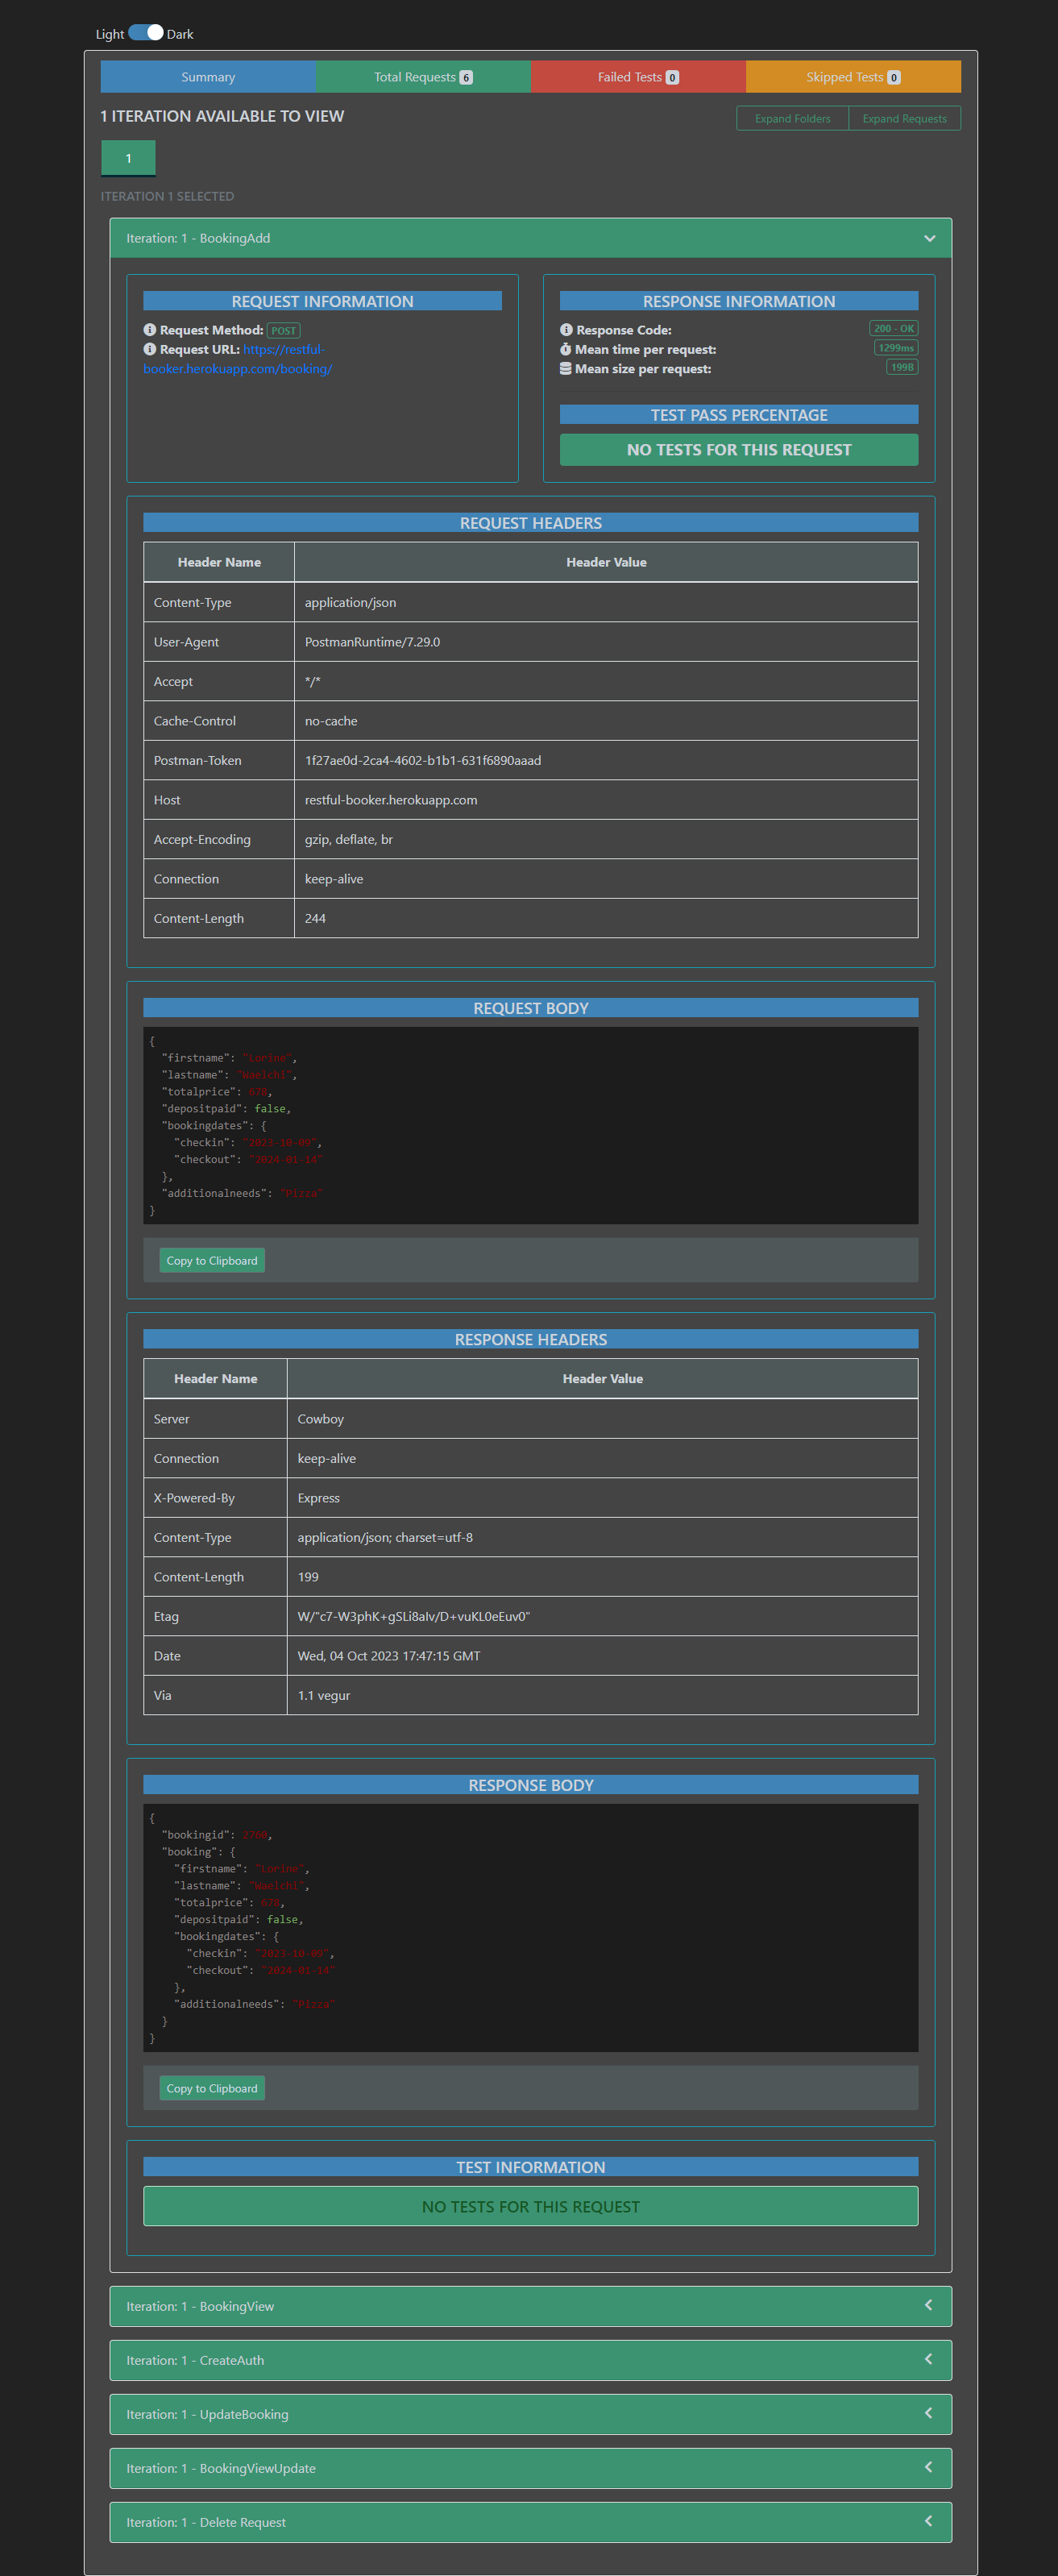 Light Dark
Summary Total Requests 6 Failed Tests 0 Skipped Tests 0
1 ITERATION AVAILABLE TO VIEW Expand Folders Expand Requests
1
ITERATION 1 SELECTED
Iteration: 1 - BookingAdd
REQUEST INFORMATION
Request Method: POST
Request URL: https://restful-
booker.herokuapp.com/booking/
RESPONSE INFORMATION
Response Code: 200 - OK
Mean time per request: 1299ms
Mean size per request: 199B
TEST PASS PERCENTAGE
NO TESTS FOR THIS REQUEST
REQUEST HEADERS
Header Name Header Value
Content-Type application/json
User-Agent PostmanRuntime/7.29.0
Accept */*
Cache-Control no-cache
Postman-Token 1f27ae0d-2ca4-4602-b1b1-631f6890aaad
Host restful-booker.herokuapp.com
Accept-Encoding gzip, deflate, br
Connection keep-alive
Content-Length 244
REQUEST BODY
{
"firstname": "Lorine",
"lastname": "Waelchi",
"totalprice": 678,
"depositpaid": false,
"bookingdates": {
"checkin": "2023-10-09",
"checkout": "2024-01-14"
},
"additionalneeds": "Pizza"
}
Copy to Clipboard
RESPONSE HEADERS
Header Name Header Value
Server Cowboy
Connection keep-alive
X-Powered-By Express
Content-Type application/json; charset=utf-8
Content-Length 199
Etag W/"c7-W3phK+gSLi8aIv/D+vuKL0eEuv0"
Date Wed, 04 Oct 2023 17:47:15 GMT
Via 1.1 vegur
RESPONSE BODY
{
"bookingid": 2760,
"booking": {
"firstname": "Lorine",
"lastname": "Waelchi",
"totalprice": 678,
"depositpaid": false,
"bookingdates": {
"checkin": "2023-10-09",
"checkout": "2024-01-14"
},
"additionalneeds": "Pizza"
}
}
Copy to Clipboard
TEST INFORMATION
NO TESTS FOR THIS REQUEST
Iteration: 1 - BookingView
Iteration: 1 - CreateAuth
Iteration: 1 - UpdateBooking
Iteration: 1 - BookingViewUpdate
Iteration: 1 - Delete Request